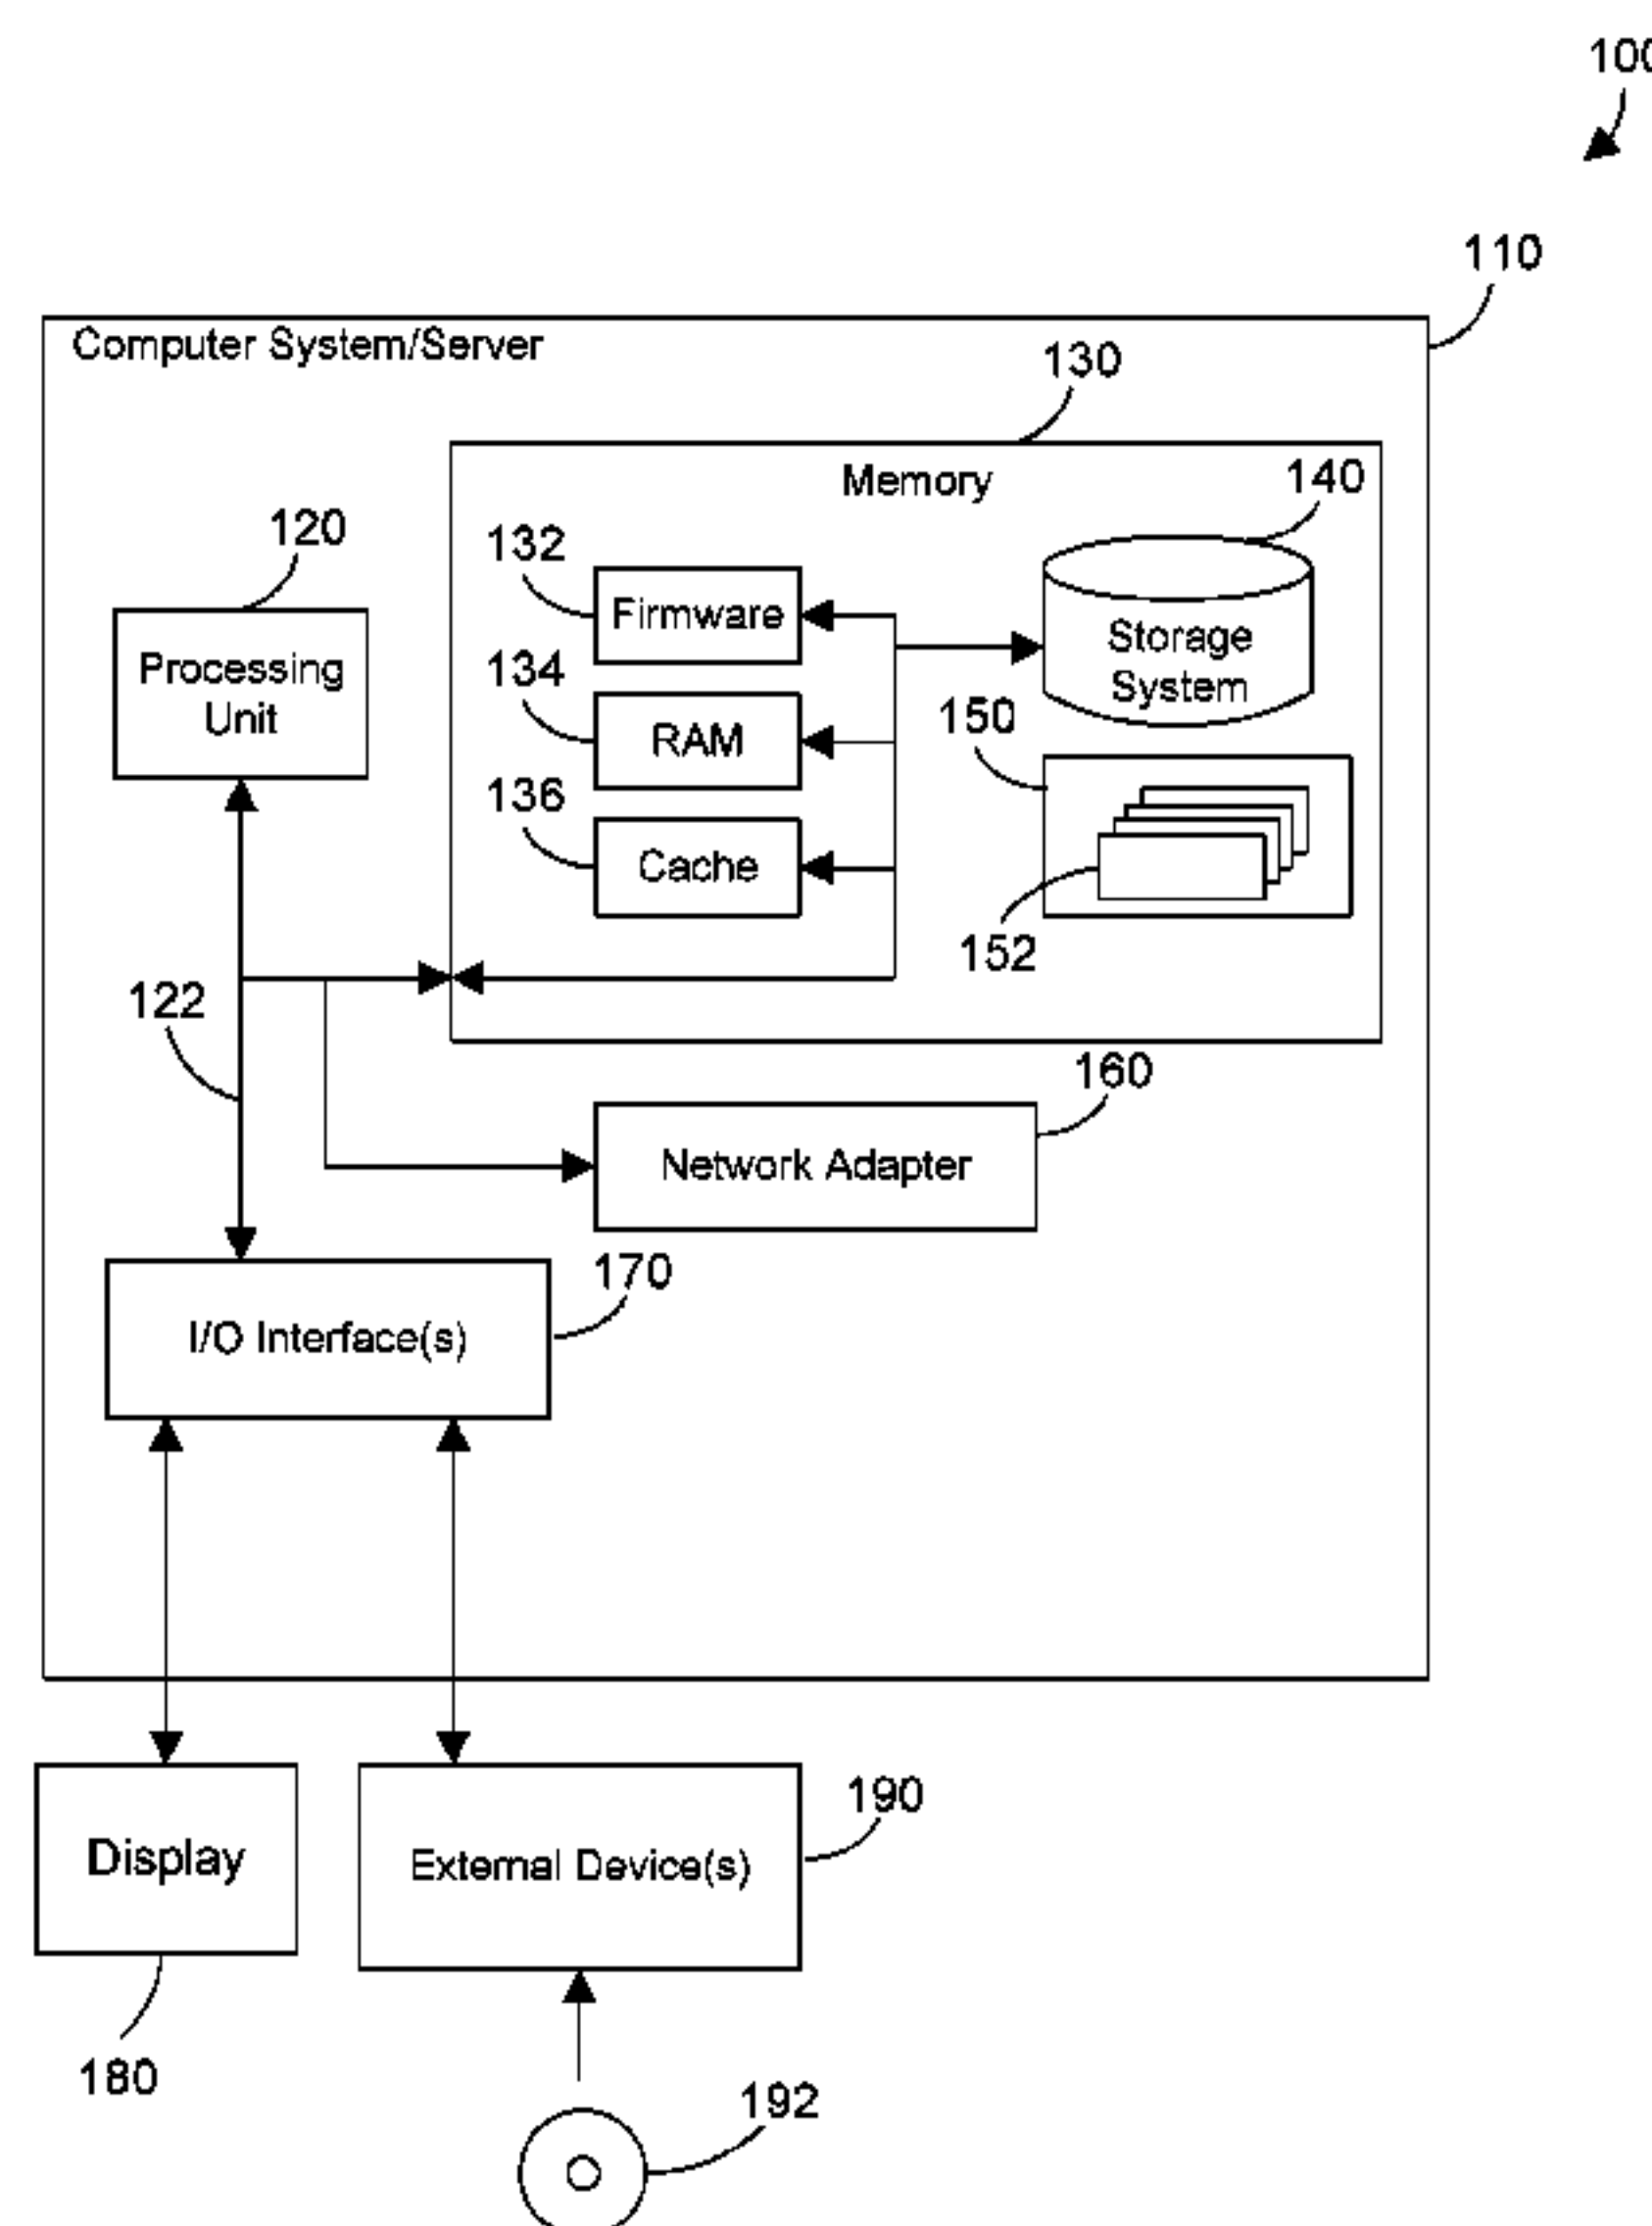 100
110
Computer System/Server
130
Memory
140
120
132
Firmware
Storage
System
Processing
Unit
134
RAM
150
136
Cache
152
122
160
Network Adapter
170
I/O Interface(s)
190
Display
External Device(s)
180
192